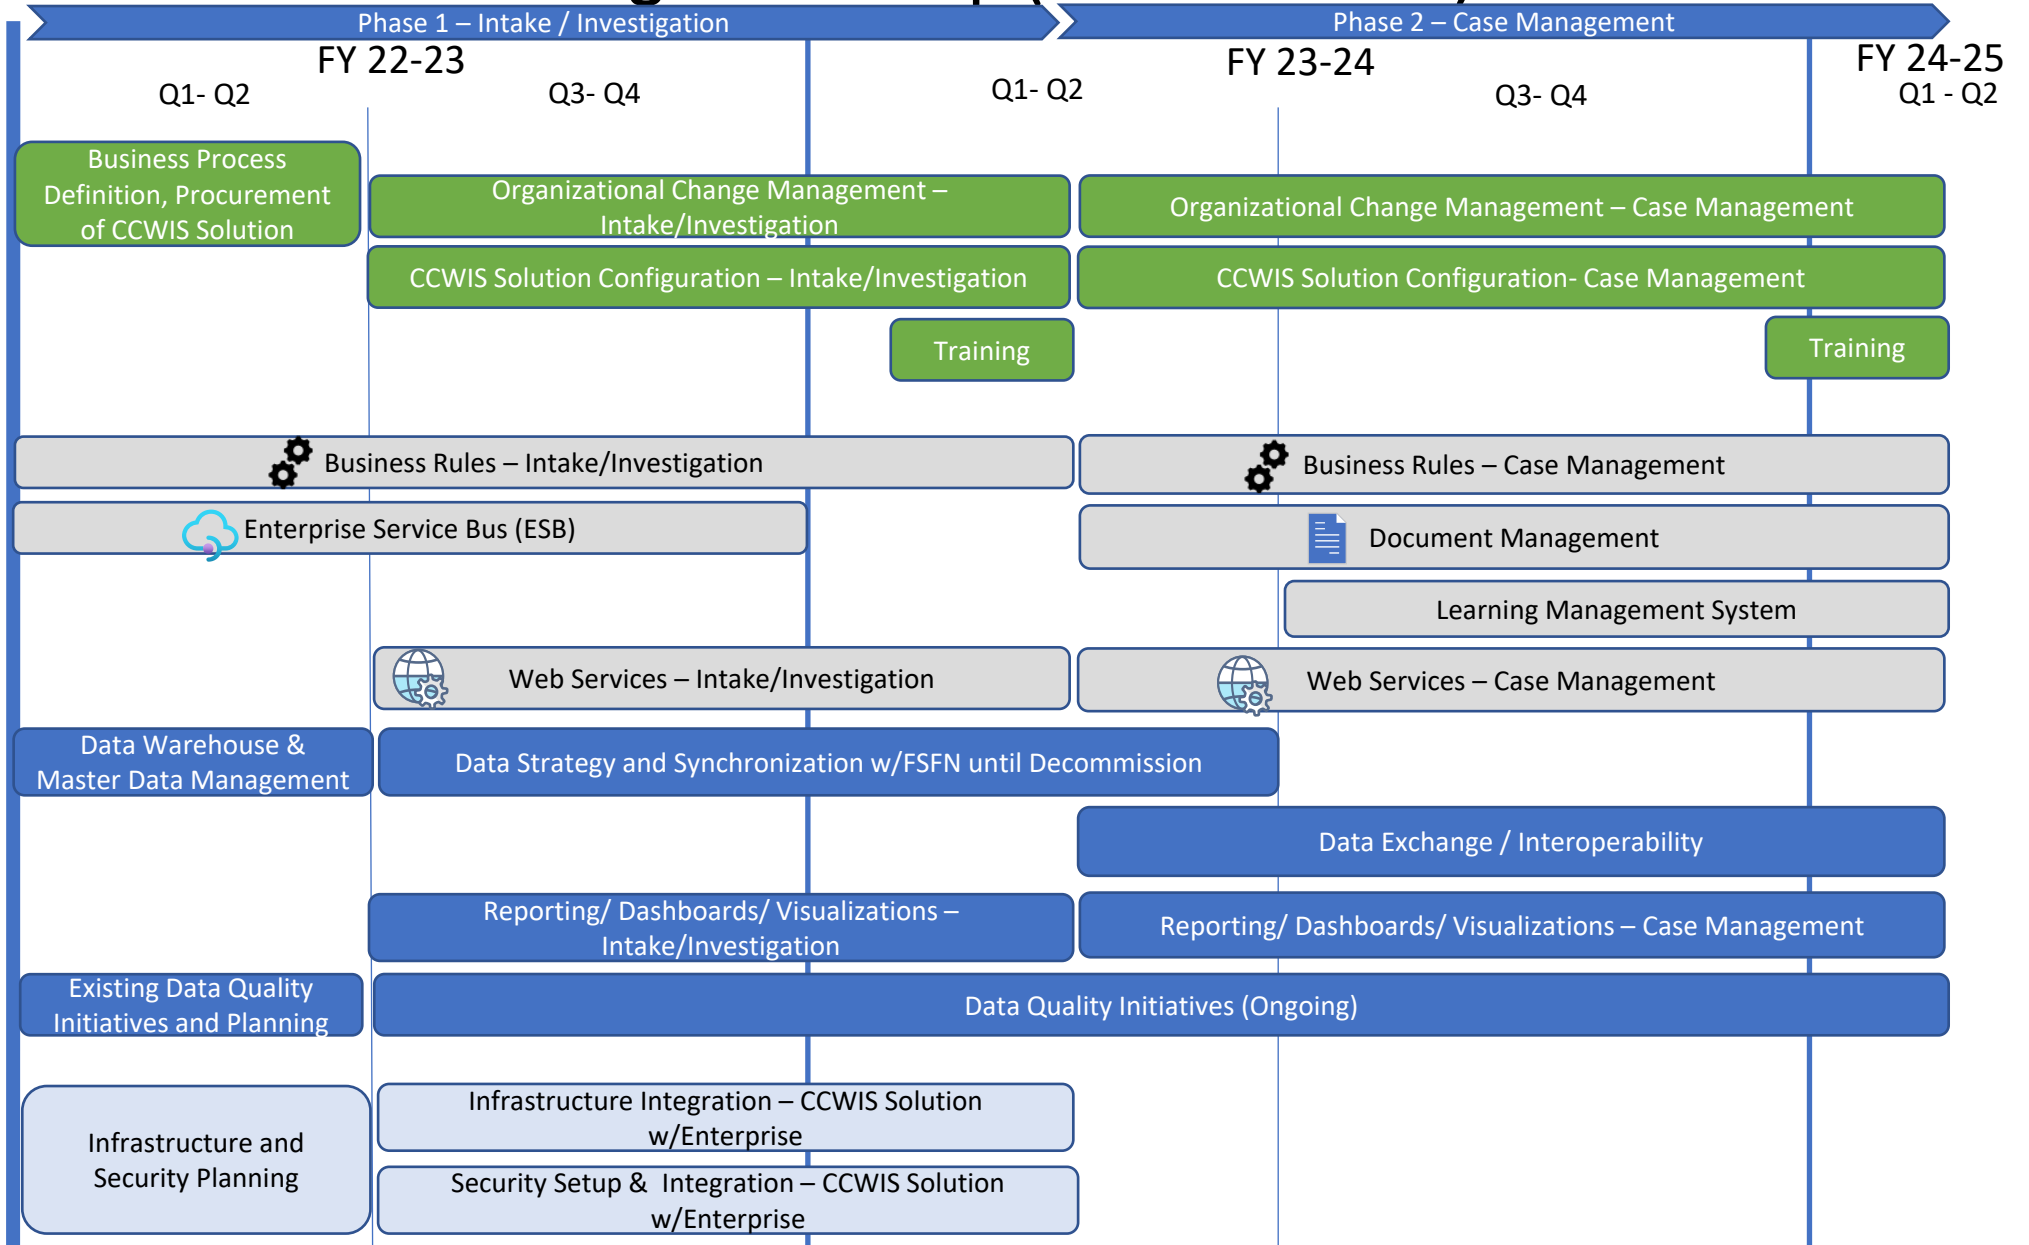 Phase 1 – Intake / Investigation
Phase 2 – Case Management
FY 22-23
FY 23-24
FY 24-25
Q1- Q2
Q3- Q4
Q1- Q2
Q3- Q4
Q1 - Q2
Business Process
Definition, Procurement
of CCWIS Solution
Organizational Change Management –
Intake/Investigation
Organizational Change Management – Case Management
CCWIS Solution Configuration – Intake/Investigation
CCWIS Solution Configuration- Case Management
Training
Training
Business Rules – Intake/Investigation
Business Rules – Case Management
Enterprise Service Bus (ESB)
Document Management
Learning Management System
Web Services – Intake/Investigation
Web Services – Case Management
Data Warehouse &
Master Data Management
Data Strategy and Synchronization w/FSFN until Decommission
Data Exchange / Interoperability
Reporting/ Dashboards/ Visualizations –
Intake/Investigation
Reporting/ Dashboards/ Visualizations – Case Management
Existing Data Quality
Initiatives and Planning
Data Quality Initiatives (Ongoing)
Infrastructure and
Security Planning
Infrastructure Integration – CCWIS Solution
w/Enterprise
Security Setup &  Integration – CCWIS Solution
w/Enterprise